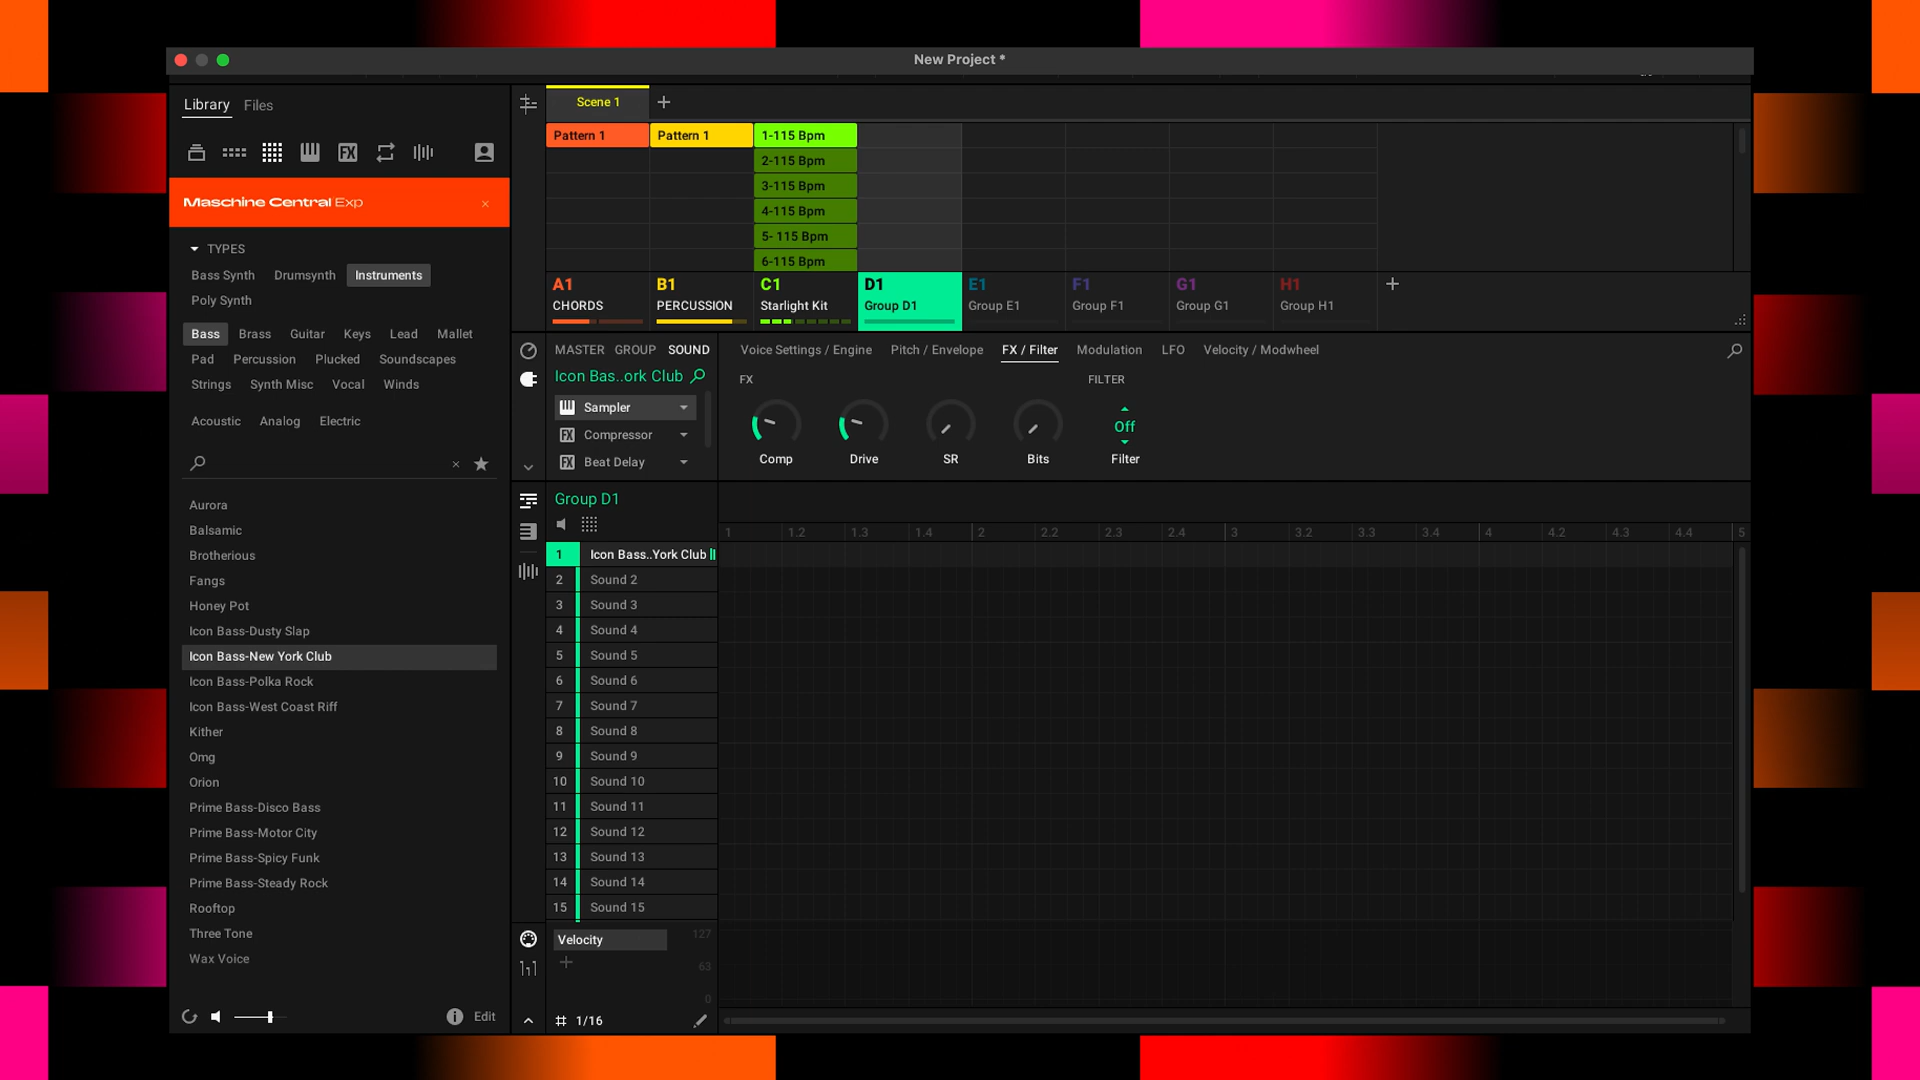 New Project *
Library Files
Maschine Central Exp
TYPES
Bass Synth Drumsynth Instruments
Poly Synth
Bass Brass Guitar Keys Lead Mallet
Pad Percussion Plucked Soundscapes
Strings Synth Misc Vocal Winds
Acoustic Analog Electric
Aurora
Balsamic
Brotherious
Fangs
Honey Pot
Icon Bass-Dusty Slap
Icon Bass-New York Club
Icon Bass-Polka Rock
Icon Bass-West Coast Riff
Kither
Omg
Orion
Prime Bass-Disco Bass
Prime Bass-Motor City
Prime Bass-Spicy Funk
Prime Bass-Steady Rock
Rooftop
Three Tone
Wax Voice
Edit
Scene 1 +
Pattern 1 Pattern 1 1-115 Bpm
2-115 Bpm
3-115 Bpm
4-115 Bpm
5- 115 Bpm
6-115 Bpm
A1 B1 C1 D1 E1 F1 G1 H1 +
CHORDS PERCUSSION Starlight Kit Group D1 Group E1 Group F1 Group G1 Group H1
MASTER GROUP SOUND
Icon Bas..ork Club
Sampler
FX Compressor
FX Beat Delay
Voice Settings / Engine Pitch / Envelope FX / Filter Modulation LFO Velocity / Modwheel
FX FILTER
Off
Comp Drive SR Bits Filter
Group D1
1 1.2 1.3 1.4 2 2.2 2.3 2.4 3 3.2 3.3 3.4 4 4.2 4.3 4.4 5
1 Icon Bass..York Club
2 Sound 2
3 Sound 3
4 Sound 4
5 Sound 5
6 Sound 6
7 Sound 7
8 Sound 8
9 Sound 9
10 Sound 10
11 Sound 11
12 Sound 12
13 Sound 13
14 Sound 14
15 Sound 15
Velocity 127
+ 63
0
1/16